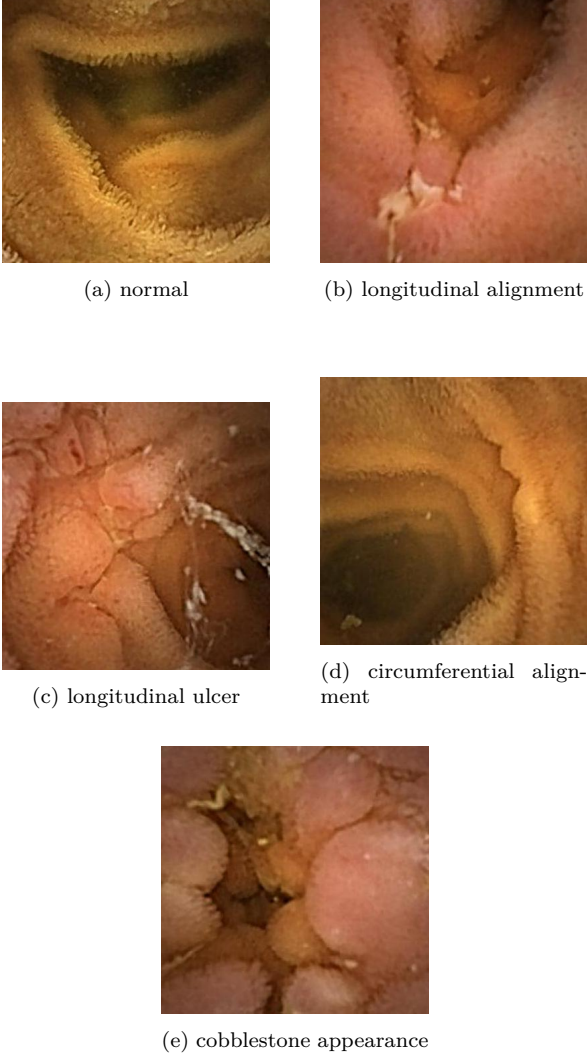 (a) normal
(b) longitudinal alignment
(c) longitudinal ulcer
(d) circumferential align-
ment
(e) cobblestone appearance